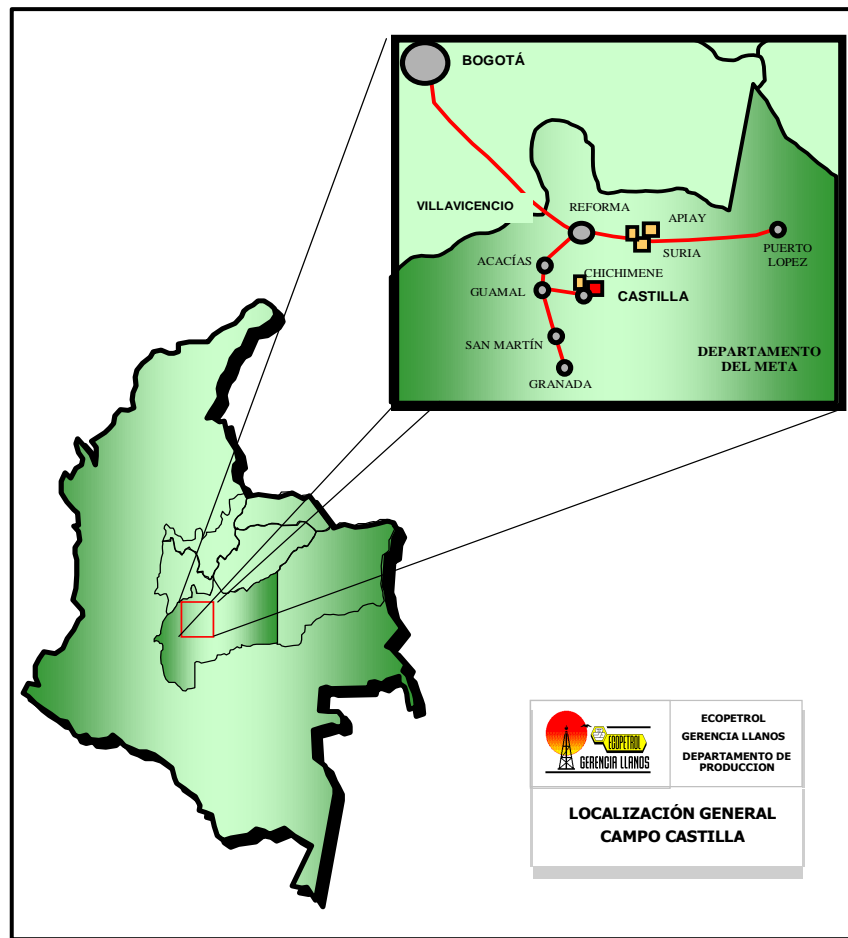 BOGOTÁ
VILLAVICENCIO
REFORMA
APIAY
SURIA
PUERTO
LOPEZ
ACACÍAS
CHICHIMENE
GUAMAL
CASTILLA
SAN MARTÍN
GRANADA
DEPARTAMENTO
DEL META
ECOPETROL
GERENCIA LLANOS
ECOPETROL
GERENCIA LLANOS
DEPARTAMENTO DE
PRODUCCION
LOCALIZACIÓN GENERAL
CAMPO CASTILLA